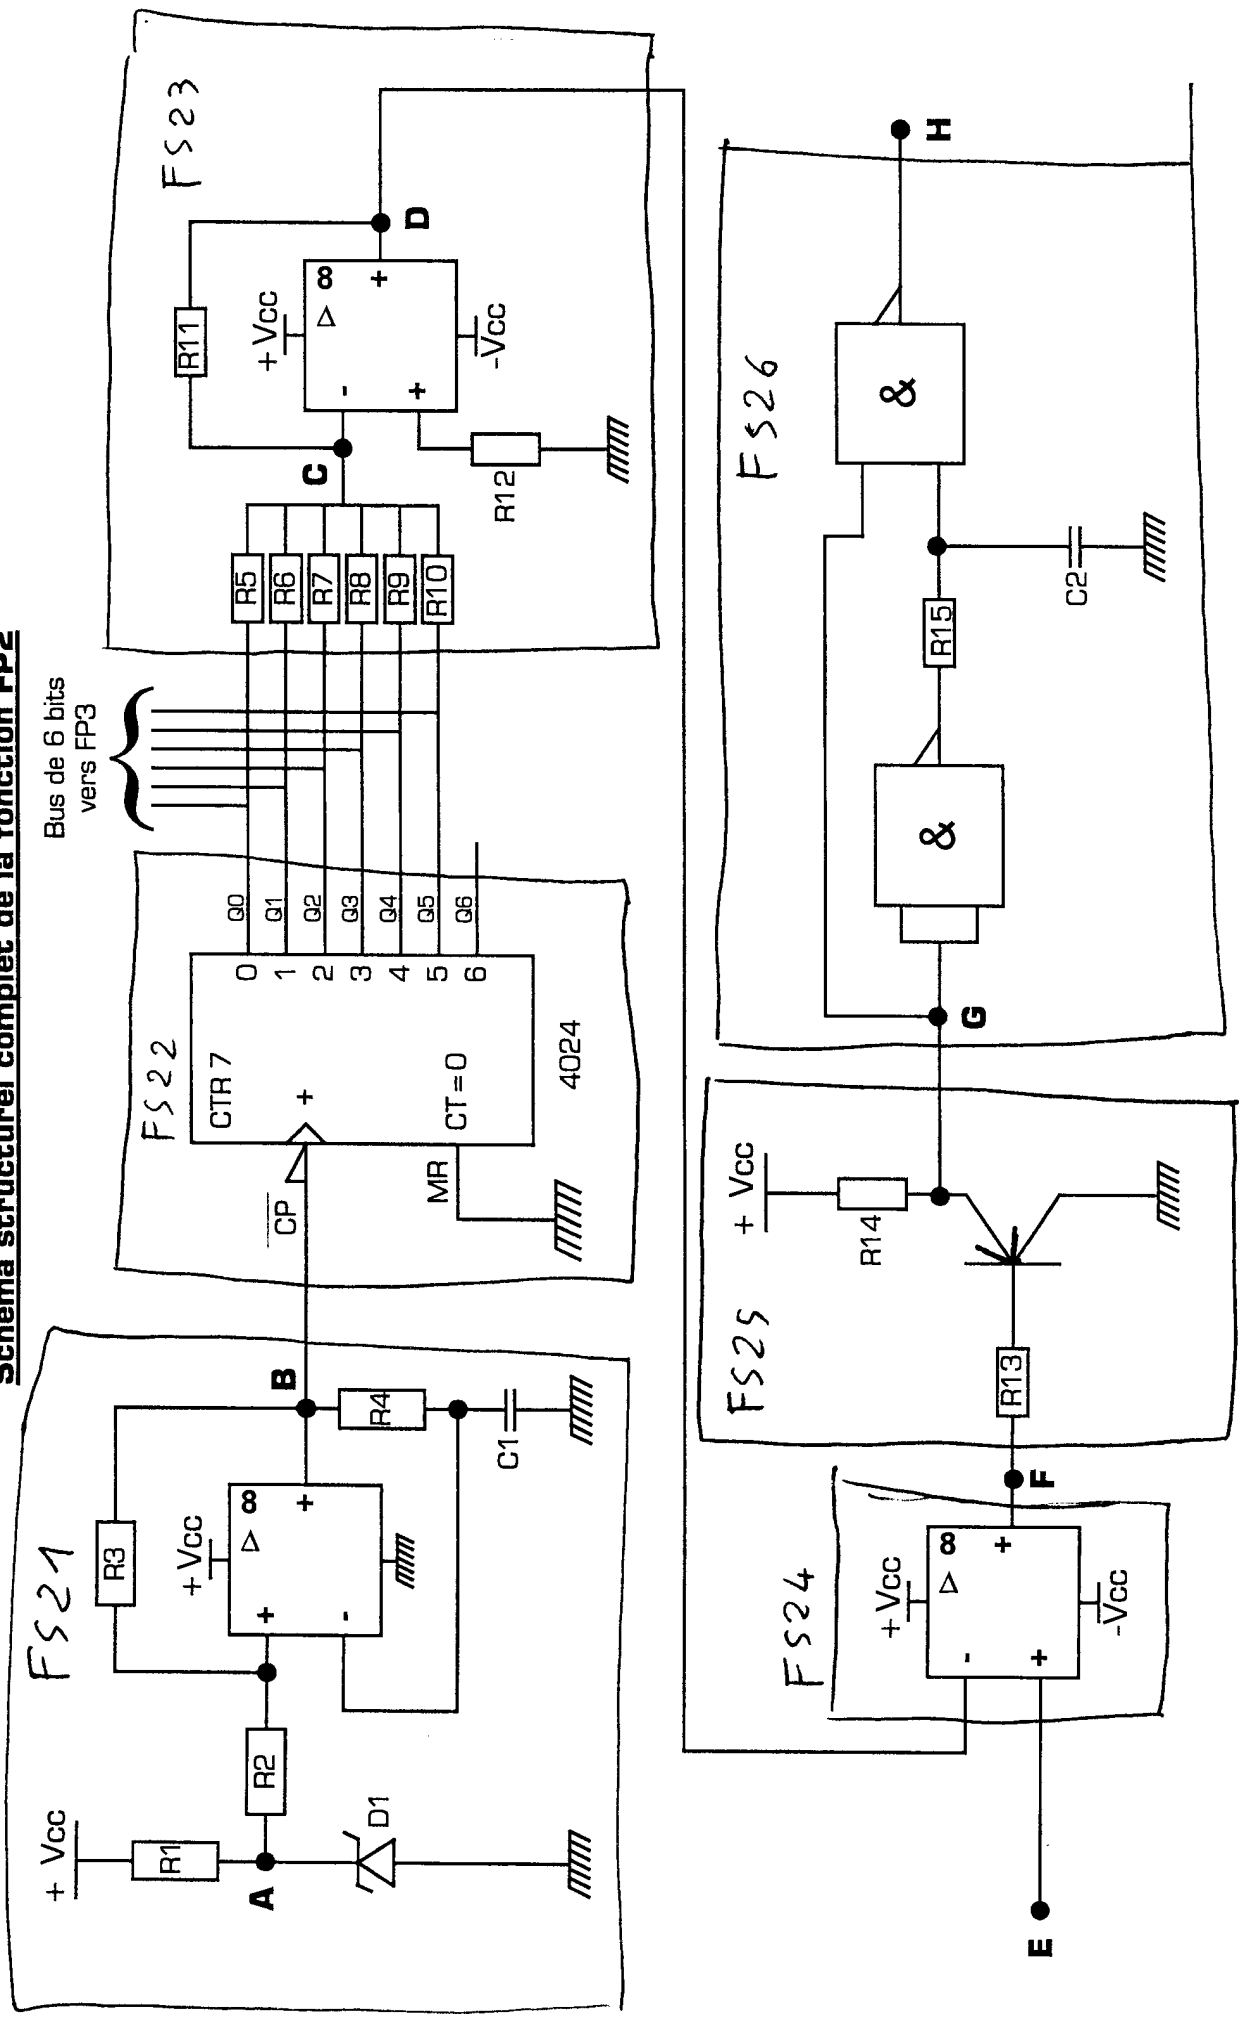 Schéma structurel complet de la fonction FP2
FS21
+ Vcc
R1
A
D1
R2
R3
+ Vcc
▷ ∞
+
-
+
B
R4
C1
FS22
CP
MR
CTR 7
+
CT=0
4024
0
1
2
3
4
5
6
Q0
Q1
Q2
Q3
Q4
Q5
Q6
Bus de 6 bits
vers FP3
FS23
R5
R6
R7
R8
R9
R10
C
R11
+ Vcc
▷ ∞
-
+
+
-Vcc
R12
D
E
FS24
+ Vcc
▷ ∞
-
+
+
-Vcc
F
FS25
R13
+ Vcc
R14
G
FS26
&
R15
C2
&
H